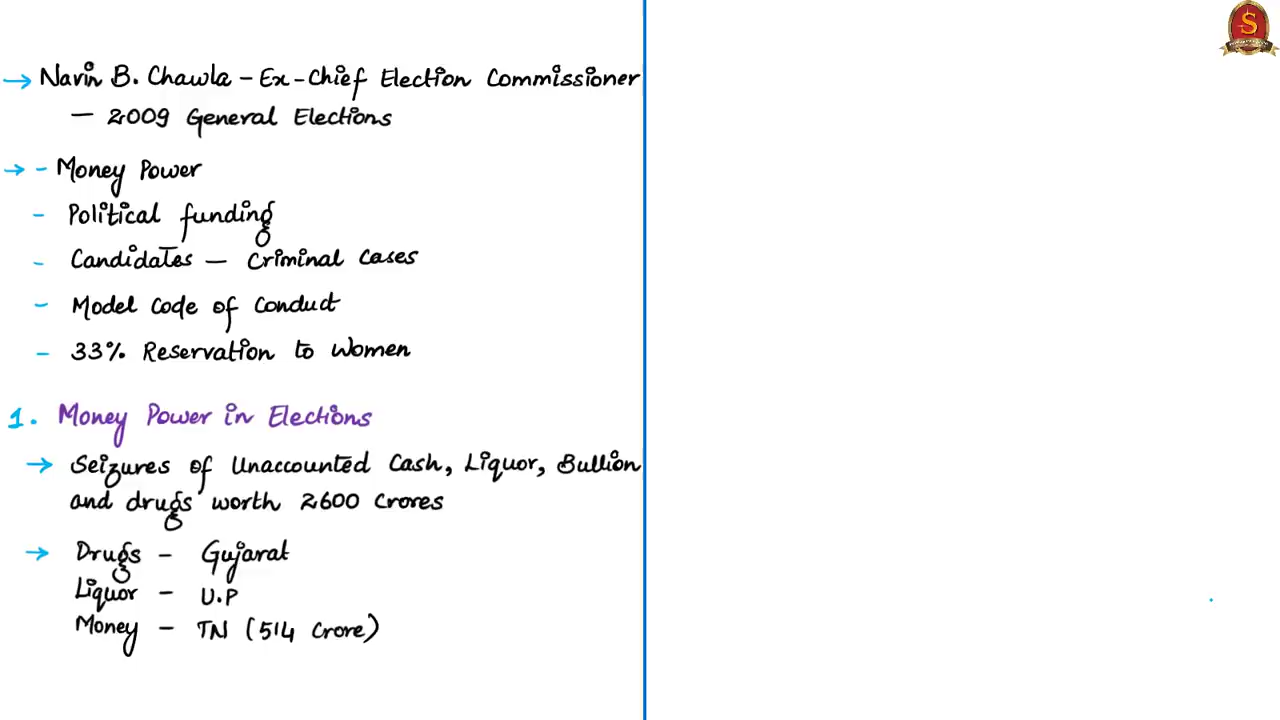 → Navin B. Chawla - Ex-Chief Election Commissioner
— 2009 General Elections
→ - Money Power
- Political funding
- Candidates — Criminal Cases
- Model Code of Conduct
- 33% Reservation to Women
1. Money Power in Elections
→ Seizures of Unaccounted Cash, Liquor, Bullion
and drugs worth 2600 Crores
→ Drugs - Gujarat
Liquor - U.P
Money - TN (514 Crore)
S